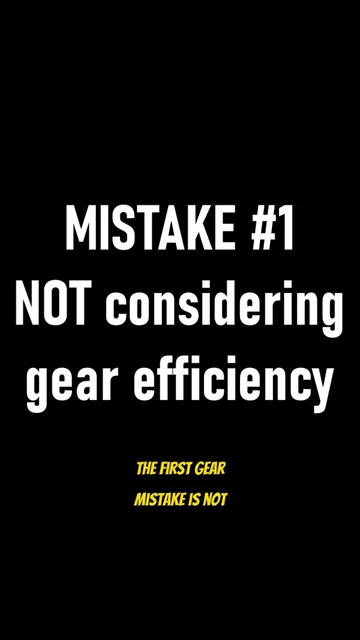 MISTAKE #1
NOT considering
gear efficiency
THE FIRST GEAR
MISTAKE IS NOT